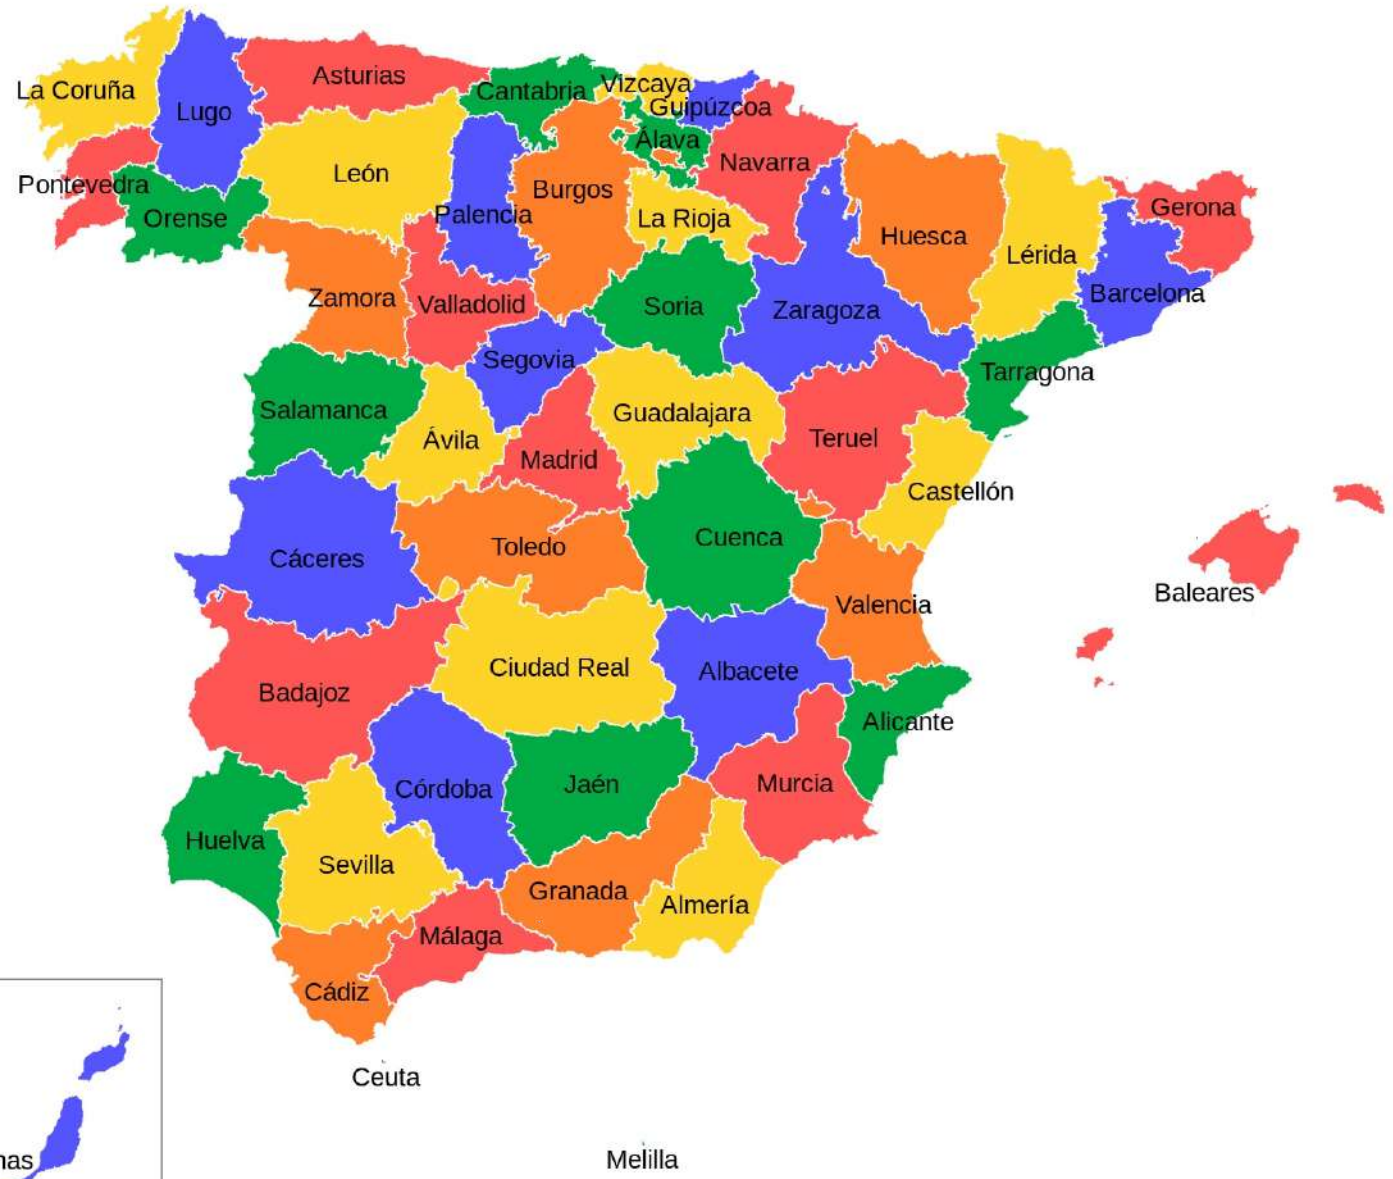 Asturias
Cantabria
Vizcaya
La Coruña
Guipúzcoa
Lugo
Álava
Navarra
León
Pontevedra
Burgos
Gerona
Orense
Palencia
La Rioja
Huesca
Lérida
Barcelona
Zamora
Valladolid
Soria
Zaragoza
Segovia
Tarragona
Salamanca
Guadalajara
Ávila
Teruel
Madrid
Castellón
Cuenca
Toledo
Cáceres
Baleares
Valencia
Ciudad Real
Albacete
Badajoz
Alicante
Murcia
Jaén
Córdoba
Huelva
Sevilla
Granada
Almería
Málaga
Cádiz
Ceuta
Melilla
nas